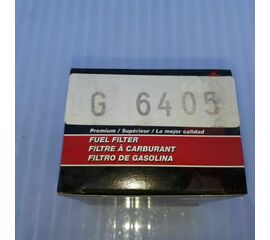 G 6405
Premium / Supérieur / La mejor calidad
FUEL FILTER
FILTRE À CARBURANT
FILTRO DE GASOLINA